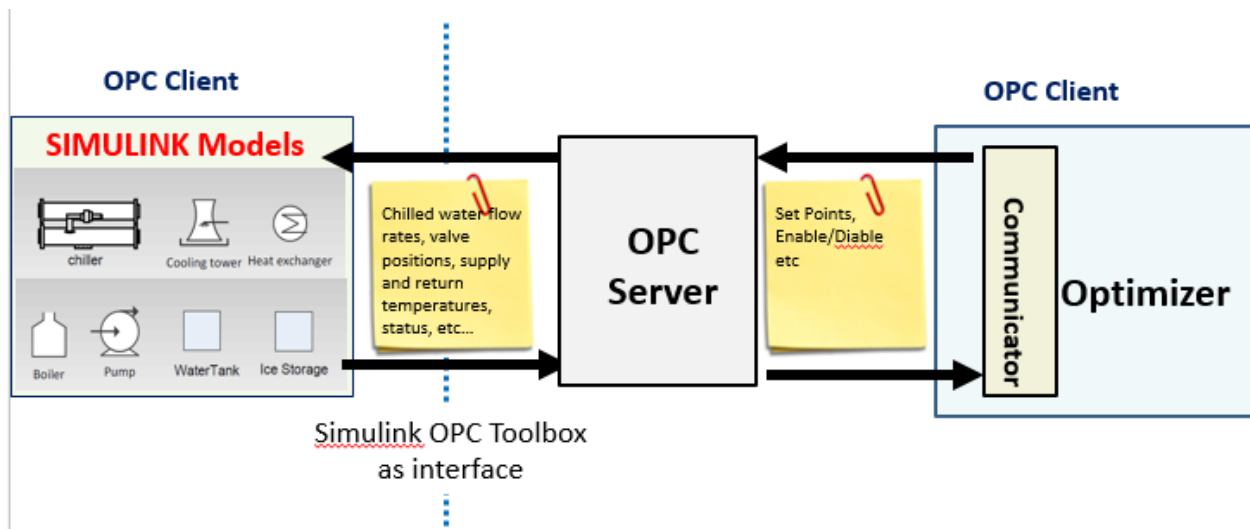 OPC Client
SIMULINK Models
chiller
Cooling tower
Heat exchanger
Boiler
Pump
WaterTank
Ice Storage
Chilled water flow
rates, valve
positions, supply
and return
temperatures,
status, etc...
Simulink OPC Toolbox
as interface
OPC
Server
Set Points,
Enable/Diable
etc
OPC Client
Communicator
Optimizer